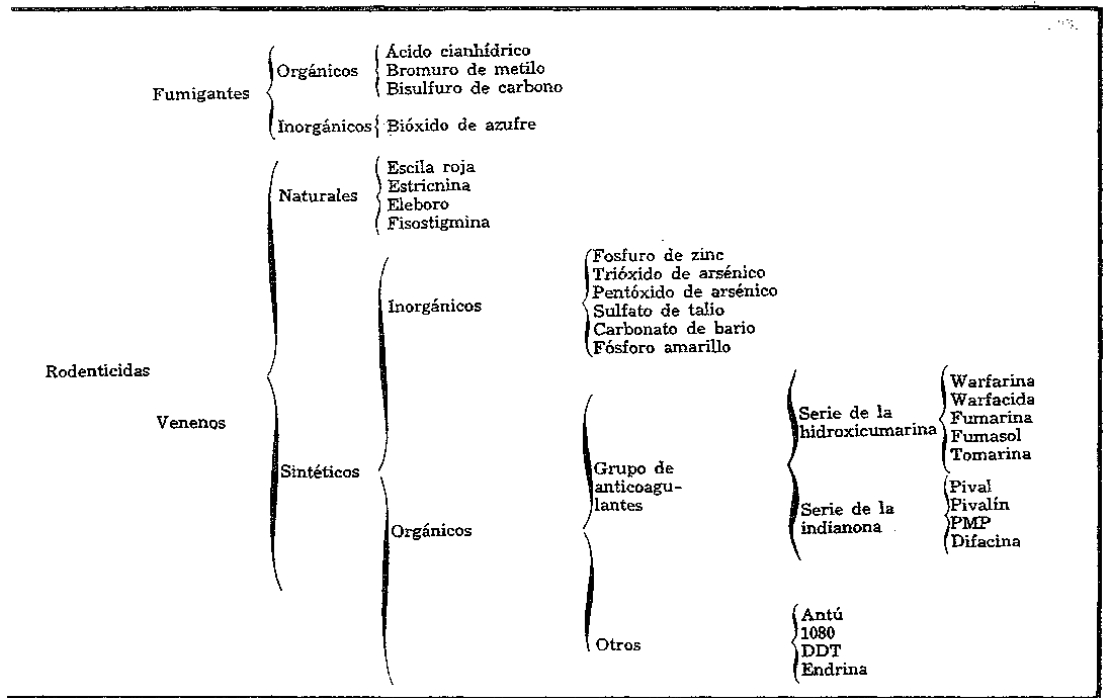 Rodenticidas
Fumigantes
Orgánicos
Ácido cianhídrico
Bromuro de metilo
Bisulfuro de carbono
Inorgánicos
Bióxido de azufre
Venenos
Naturales
Escila roja
Estricnina
Eleboro
Fisostigmina
Sintéticos
Inorgánicos
Fosfuro de zinc
Trióxido de arsénico
Pentóxido de arsénico
Sulfato de talio
Carbonato de bario
Fósforo amarillo
Orgánicos
Grupo de
anticoagu-
lantes
Serie de la
hidroxicumarina
Warfarina
Warfacida
Fumarina
Fumasol
Tomarina
Serie de la
indianona
Pival
Pivalín
PMP
Difacina
Otros
Antú
1080
DDT
Endrina